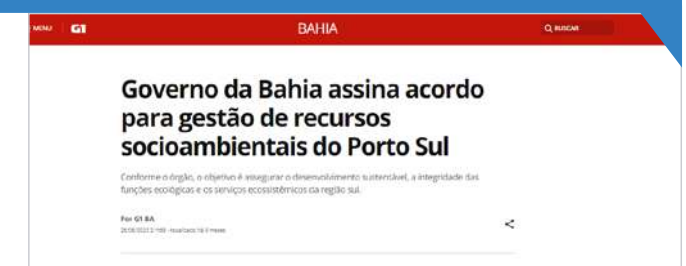 MENU G1 BAHIA BUSCAR
Governo da Bahia assina acordo
para gestão de recursos
socioambientais do Porto Sul
Conforme o órgão, o objetivo é assegurar o desenvolvimento sustentável, a integridade das
funções ecológicas e os serviços ecossistêmicos da região sul.
Por G1 BA